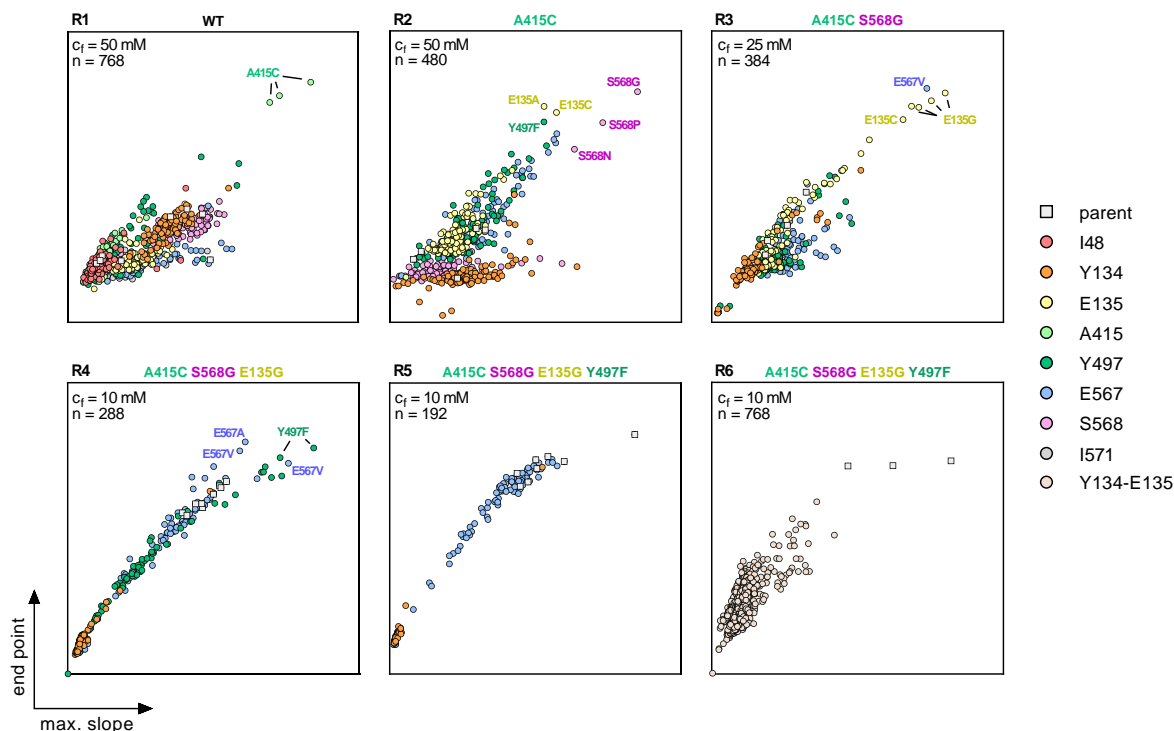 R1 WT
c_f = 50 mM
n = 768
A415C
R2 A415C
c_f = 50 mM
n = 480
S568G
E135A
E135C
Y497F
S568P
S568N
R3 A415C S568G
c_f = 25 mM
n = 384
E567V
E135C
E135G
R4 A415C S568G E135G
c_f = 10 mM
n = 288
E567A
Y497F
E567V
E567V
R5 A415C S568G E135G Y497F
c_f = 10 mM
n = 192
R6 A415C S568G E135G Y497F
c_f = 10 mM
n = 768
parent
I48
Y134
E135
A415
Y497
E567
S568
I571
Y134-E135
end point
max. slope